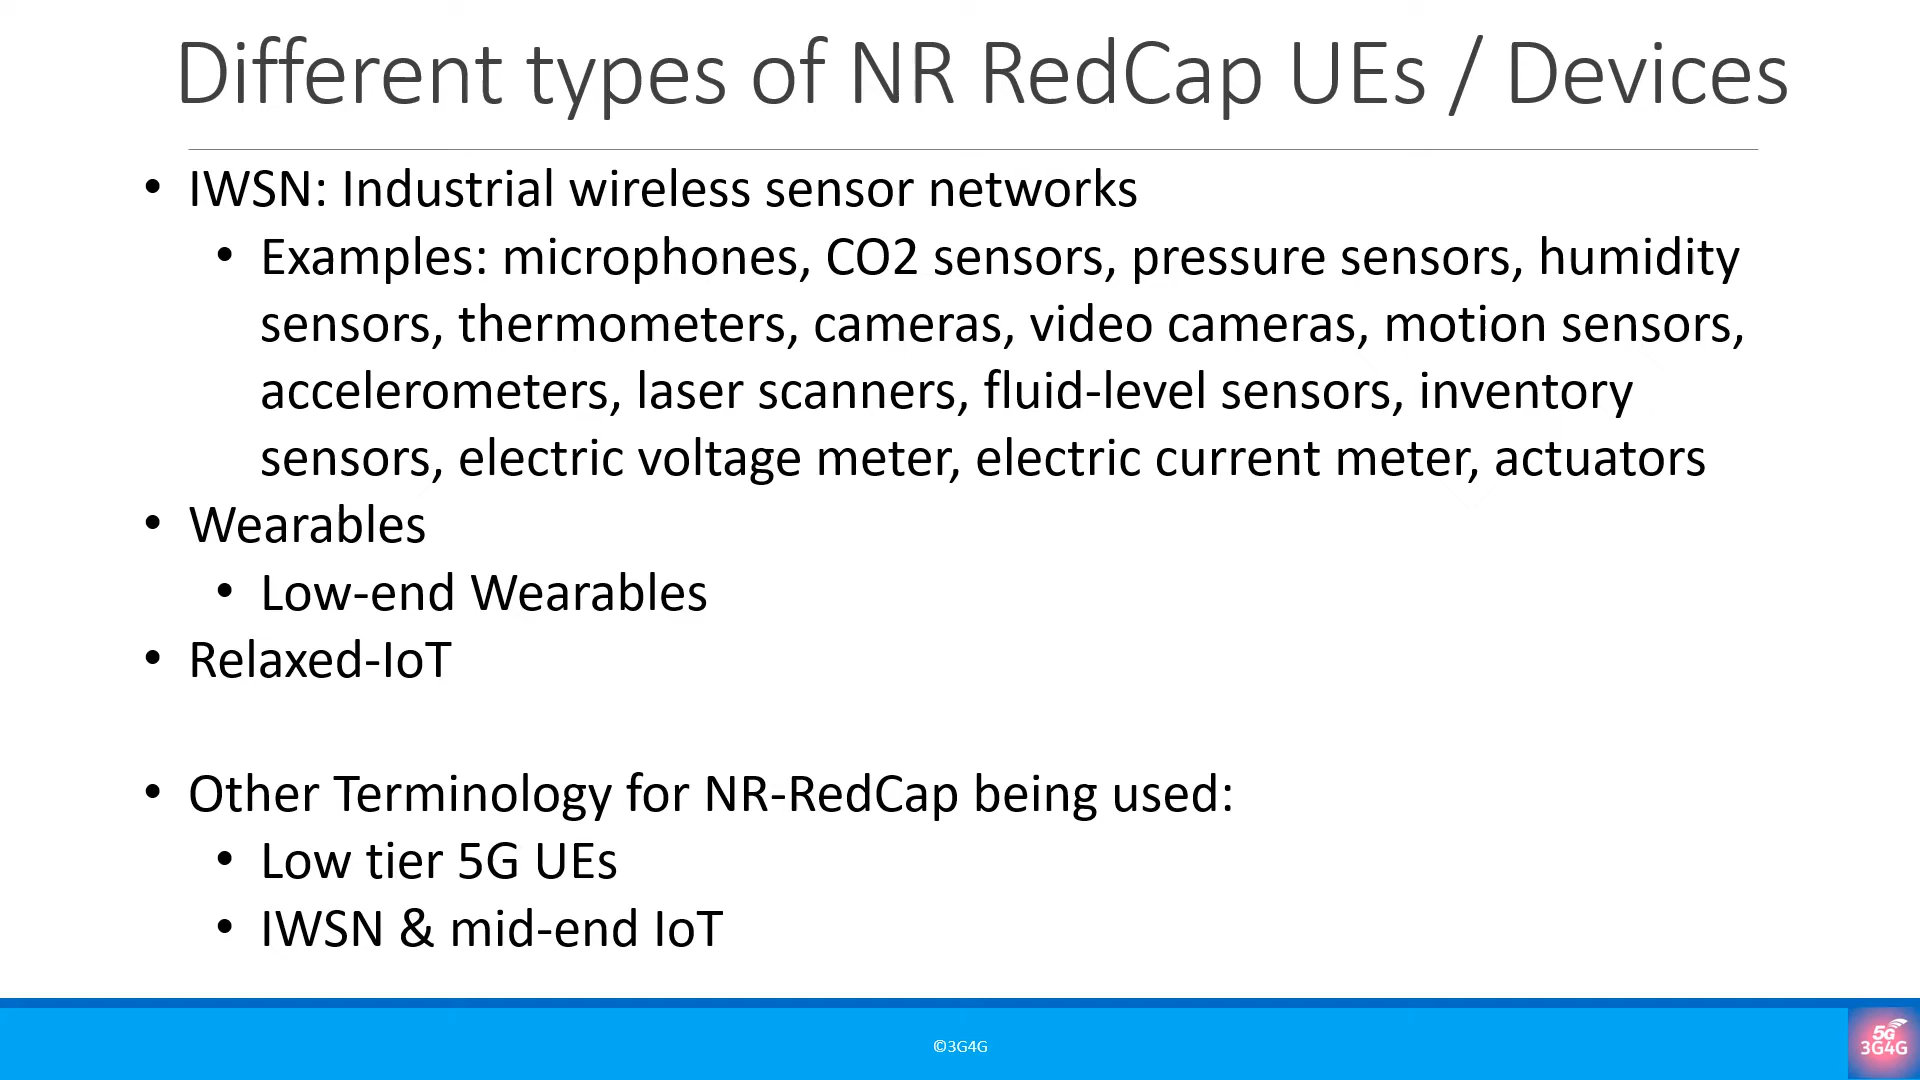 Different types of NR RedCap UEs / Devices
• IWSN: Industrial wireless sensor networks
• Examples: microphones, CO2 sensors, pressure sensors, humidity
sensors, thermometers, cameras, video cameras, motion sensors,
accelerometers, laser scanners, fluid-level sensors, inventory
sensors, electric voltage meter, electric current meter, actuators
• Wearables
• Low-end Wearables
• Relaxed-IoT
• Other Terminology for NR-RedCap being used:
• Low tier 5G UEs
• IWSN & mid-end IoT
©3G4G
5G
3G4G